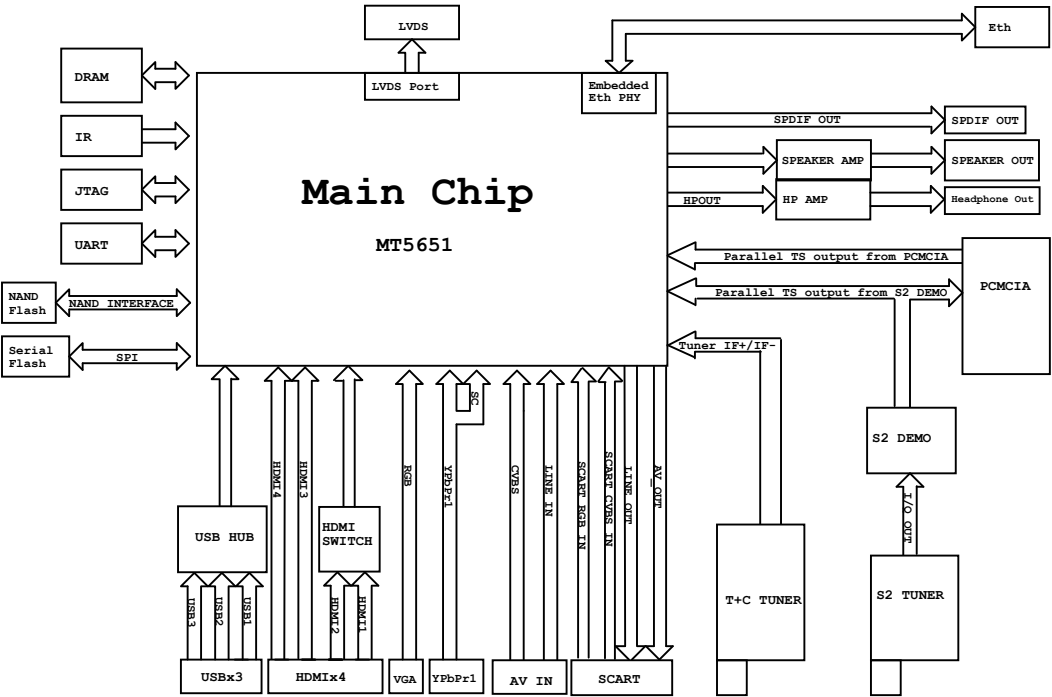 LVDS
Eth
DRAM
LVDS Port
Embedded
Eth PHY
SPDIF OUT
SPDIF OUT
IR
SPEAKER AMP
SPEAKER OUT
Main Chip
JTAG
HPOUT
HP AMP
Headphone Out
MT5651
UART
Parallel TS output from PCMCIA
PCMCIA
NAND
Flash
NAND INTERFACE
Parallel TS output from S2 DEMO
Serial
Flash
SPI
Tuner IF+/IF-
SC
HDMI4
HDMI3
RGB
YPbPr1
CVBS
LINE IN
SCART RGB IN
SCART CVBS IN
LINE OUT
AV_OUT
S2 DEMO
I/O OUT
USB HUB
HDMI
SWITCH
T+C TUNER
S2 TUNER
USB3
USB2
USB1
HDMI2
HDMI1
USBx3
HDMIx4
VGA
YPbPr1
AV IN
SCART